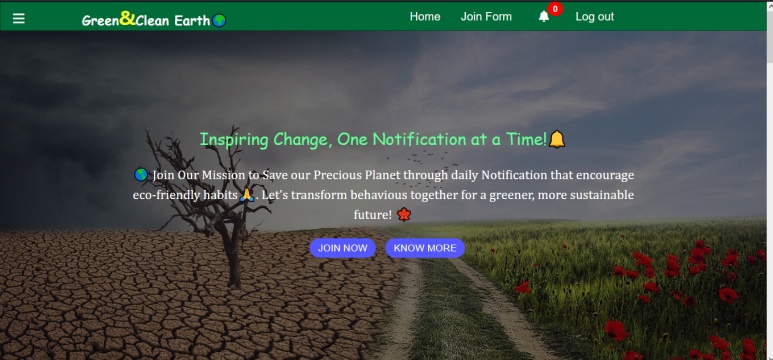 Green&Clean Earth🌎
Home
Join Form
0
Log out
Inspiring Change, One Notification at a Time!🔔
🌎 Join Our Mission to Save our Precious Planet through daily Notification that encourage
eco-friendly habits🙏. Let's transform behavious together for a greener, more sustainable
future! 🌺
JOIN NOW
KNOW MORE